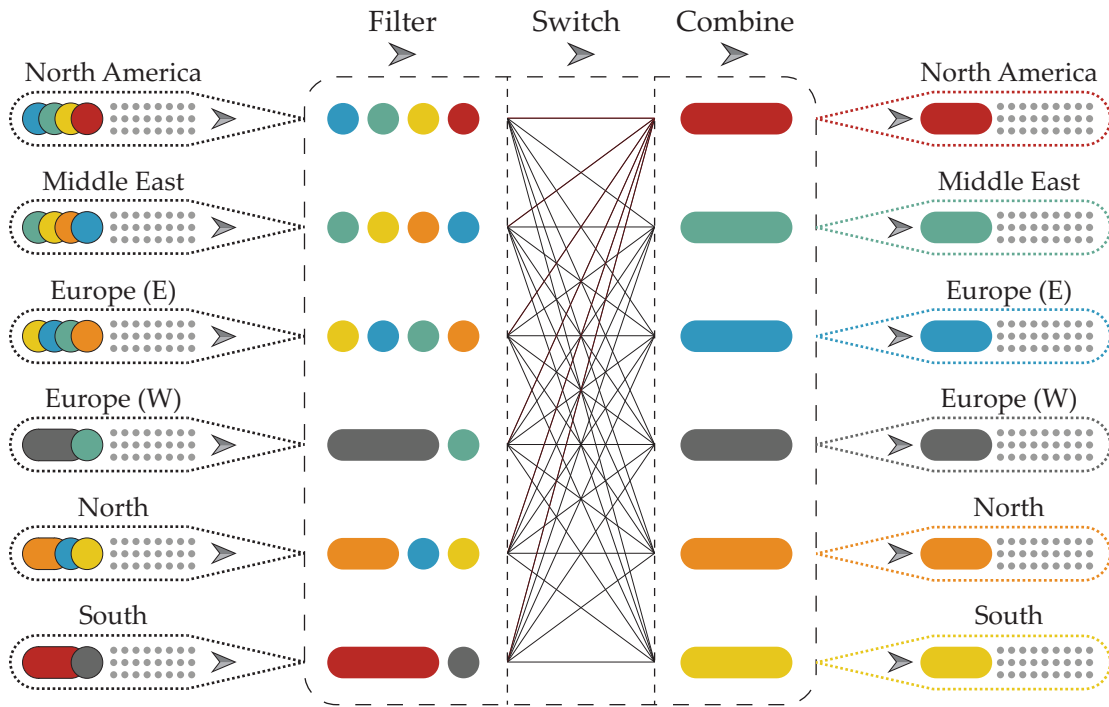 Filter
Switch
Combine
North America
North America
Middle East
Middle East
Europe (E)
Europe (E)
Europe (W)
Europe (W)
North
North
South
South